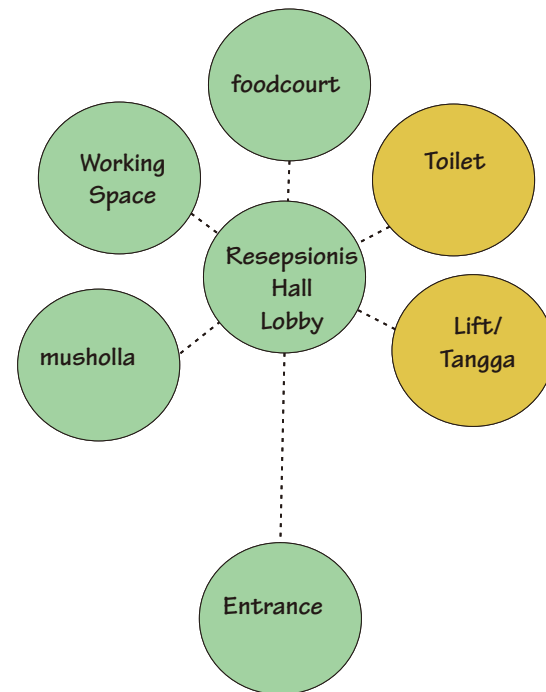 foodcourt
Working
Space
Toilet
Resepsionis
Hall
Lobby
Lift/
Tangga
musholla
Entrance